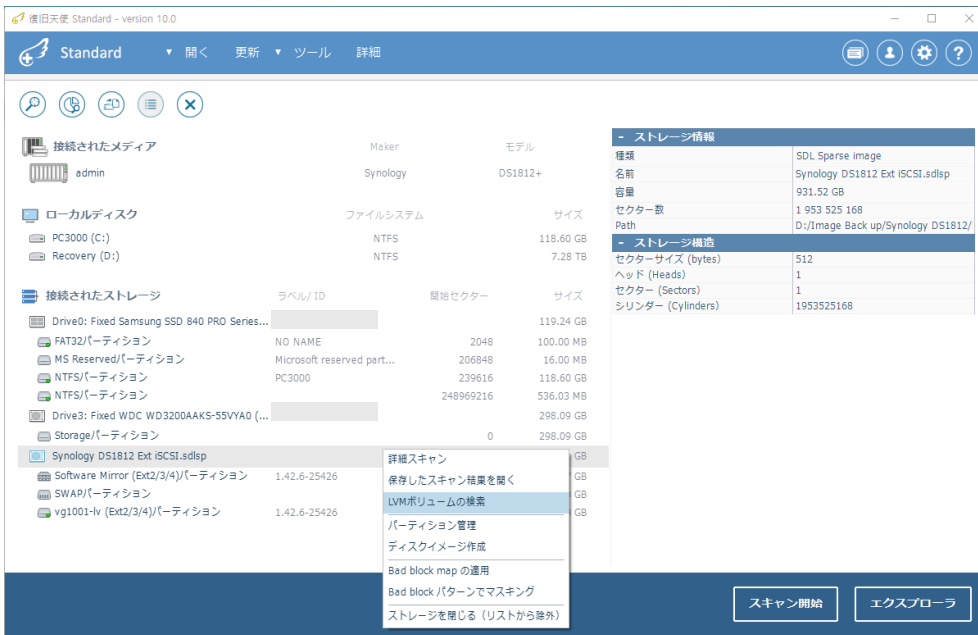 復旧天使 Standard - version 10.0
Standard ▼ 開く 更新 ▼ ツール 詳細
接続されたメディア Maker モデル
admin Synology DS1812+
ローカルディスク ファイルシステム サイズ
PC3000 (C:) NTFS 118.60 GB
Recovery (D:) NTFS 7.28 TB
接続されたストレージ ラベル/ ID 開始セクター サイズ
Drive0: Fixed Samsung SSD 840 PRO Series... 119.24 GB
FAT32パーティション NO NAME 2048 100.00 MB
MS Reservedパーティション Microsoft reserved part... 206848 16.00 MB
NTFSパーティション PC3000 239616 118.60 GB
NTFSパーティション 248969216 536.03 MB
Drive3: Fixed WDC WD3200AAKS-55VYA0 (... 298.09 GB
Storageパーティション 0 298.09 GB
Synology DS1812 Ext iSCSI.sdlsp GB
Software Mirror (Ext2/3/4)パーティション 1.42.6-25426 GB
SWAPパーティション GB
vg1001-lv (Ext2/3/4)パーティション 1.42.6-25426 GB
詳細スキャン
保存したスキャン結果を開く
LVMボリュームの検索
パーティション管理
ディスクイメージ作成
Bad block map の適用
Bad block パターンでマスキング
ストレージを閉じる（リストから除外）
- ストレージ情報
種類 SDL Sparse image
名前 Synology DS1812 Ext iSCSI.sdlsp
容量 931.52 GB
セクター数 1 953 525 168
Path D:/Image Back up/Synology DS1812/
- ストレージ構造
セクターサイズ (bytes) 512
ヘッド (Heads) 1
セクター (Sectors) 1
シリンダー (Cylinders) 1953525168
スキャン開始 エクスプローラ